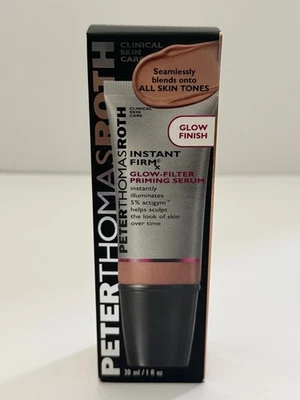 PETERTHOMASROTH
CLINICAL
SKIN
CARE
Seamlessly
blends onto
ALL SKIN TONES
GLOW
FINISH
PETERTHOMASROTH
CLINICAL
SKIN
CARE
INSTANT
FIRMx®
GLOW-FILTER
PRIMING SERUM
instantly
illuminates
5% actigym™
helps sculpt
the look of skin
over time
30 ml / 1 fl oz